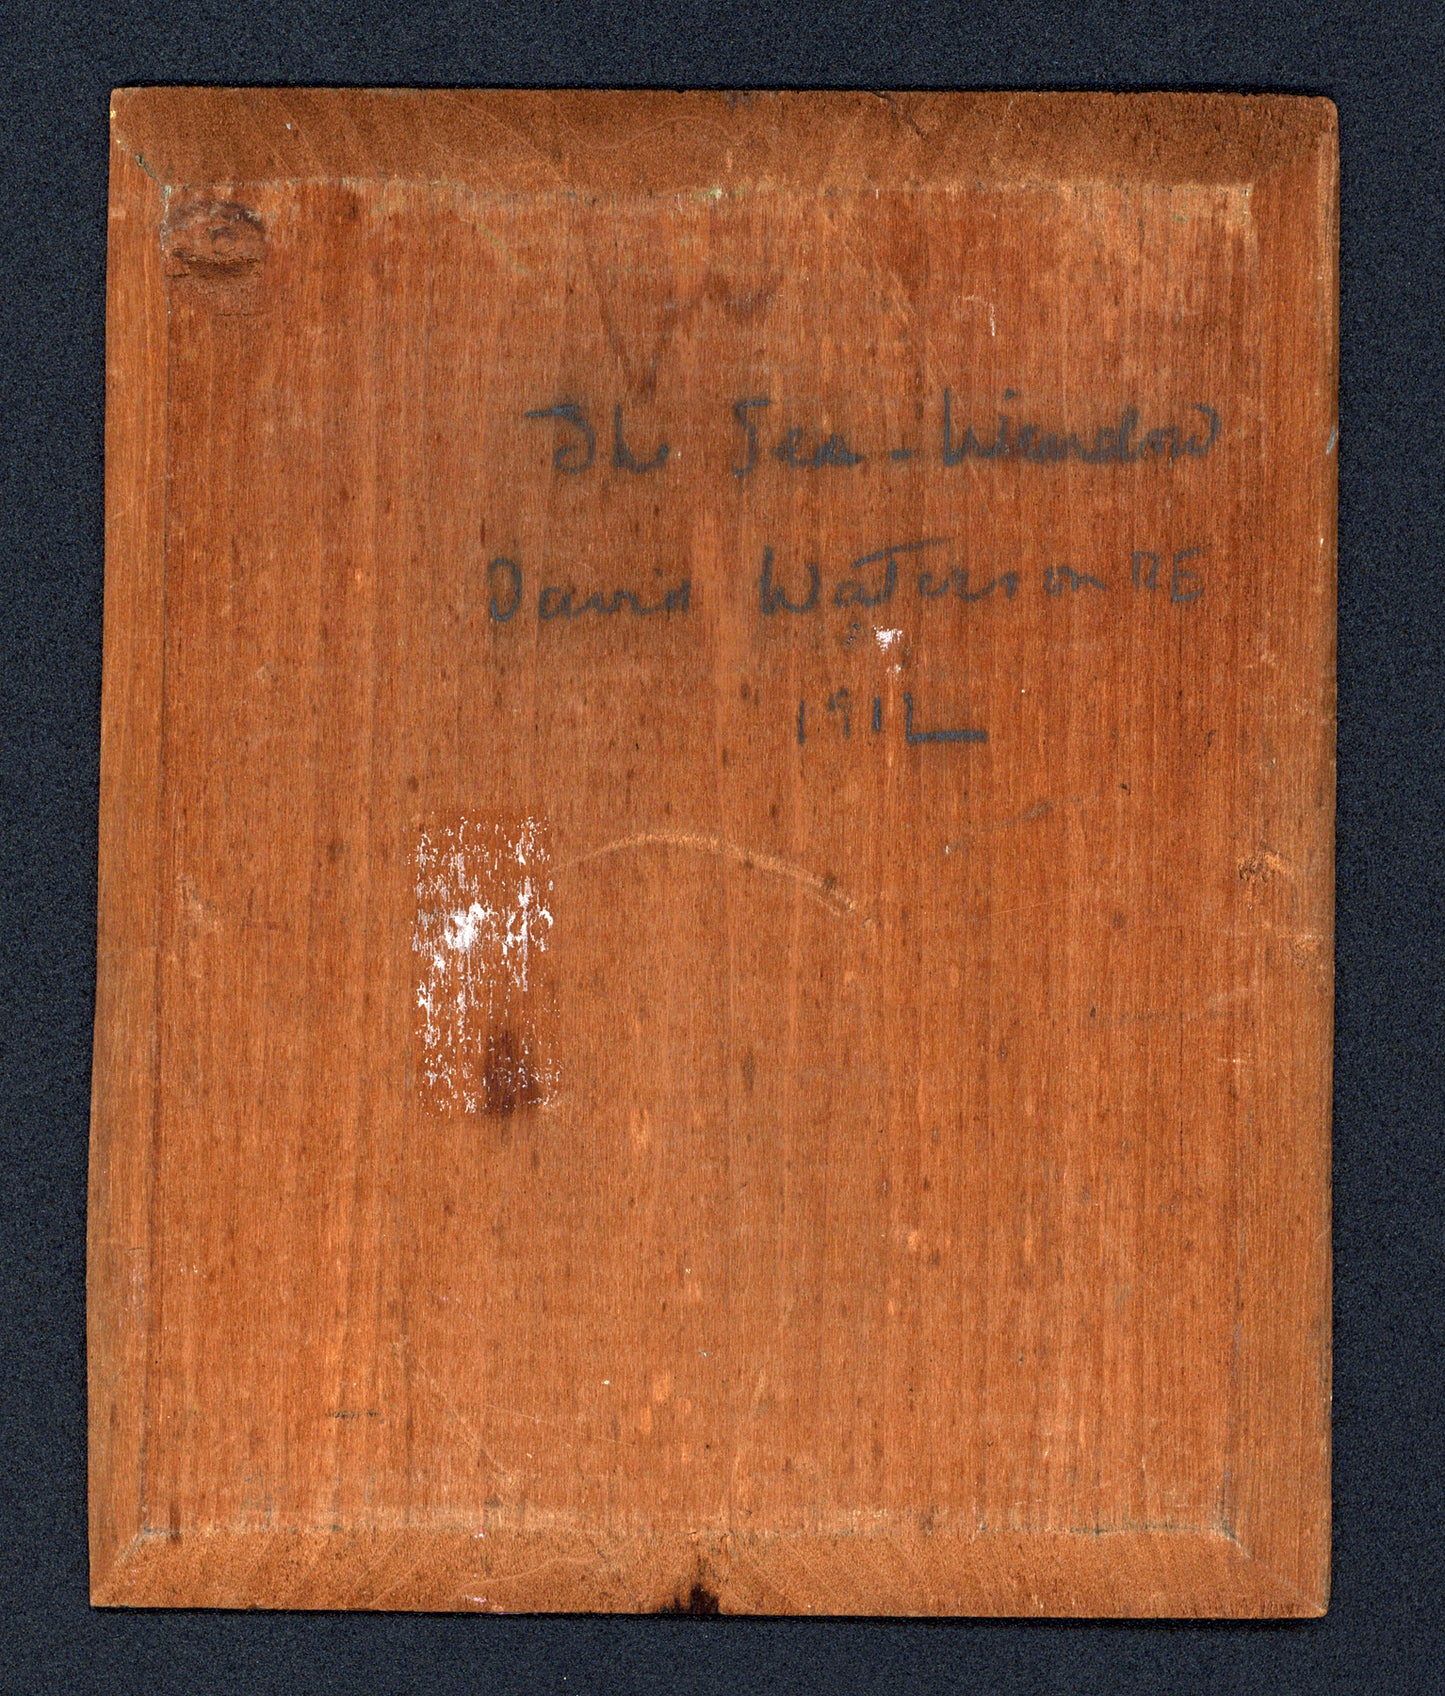 The Sea-Window
David Waterson RE
1912